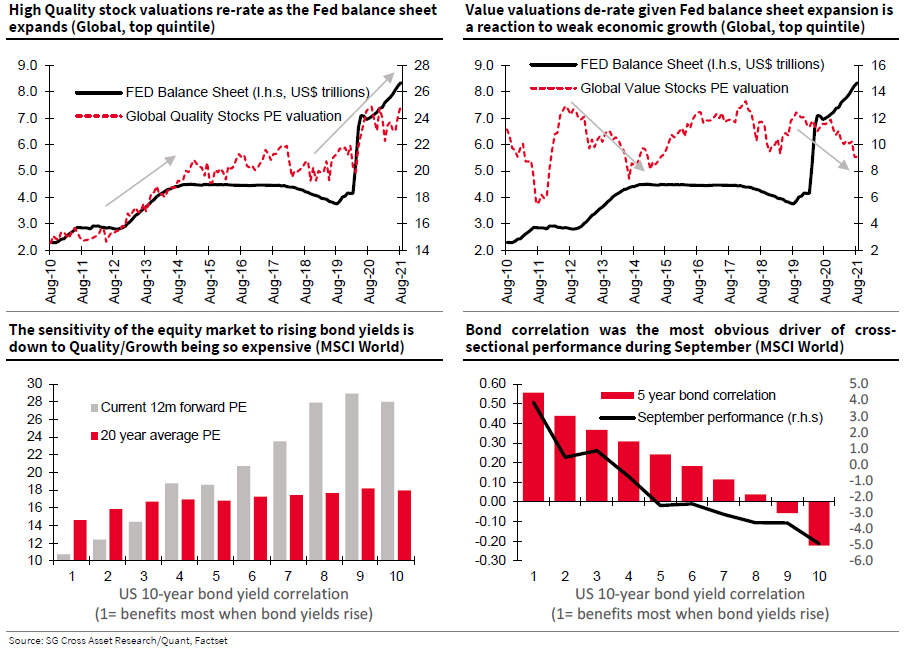 High Quality stock valuations re-rate as the Fed balance sheet
expands (Global, top quintile)
9.0
8.0
7.0
6.0
5.0
4.0
3.0
2.0
FED Balance Sheet (l.h.s, US$ trillions)
Global Quality Stocks PE valuation
28
26
24
22
20
18
16
14
Aug-10
Aug-11
Aug-12
Aug-13
Aug-14
Aug-15
Aug-16
Aug-17
Aug-18
Aug-19
Aug-20
Aug-21
Value valuations de-rate given Fed balance sheet expansion is
a reaction to weak economic growth (Global, top quintile)
9.0
8.0
7.0
6.0
5.0
4.0
3.0
2.0
FED Balance Sheet (l.h.s, US$ trillions)
Global Value Stocks PE valuation
16
14
12
10
8
6
4
2
Aug-10
Aug-11
Aug-12
Aug-13
Aug-14
Aug-15
Aug-16
Aug-17
Aug-18
Aug-19
Aug-20
Aug-21
The sensitivity of the equity market to rising bond yields is
down to Quality/Growth being so expensive (MSCI World)
30
28
26
24
22
20
18
16
14
12
10
Current 12m forward PE
20 year average PE
1 2 3 4 5 6 7 8 9 10
US 10-year bond yield correlation
(1= benefits most when bond yields rise)
Bond correlation was the most obvious driver of cross-
sectional performance during September (MSCI World)
0.60
0.50
0.40
0.30
0.20
0.10
0.00
-0.10
-0.20
-0.30
5 year bond correlation
September performance (r.h.s)
5.0
4.0
3.0
2.0
1.0
0.0
-1.0
-2.0
-3.0
-4.0
-5.0
-6.0
1 2 3 4 5 6 7 8 9 10
US 10-year bond yield correlation
(1= benefits most when bond yields rise)
Source: SG Cross Asset Research/Quant, Factset